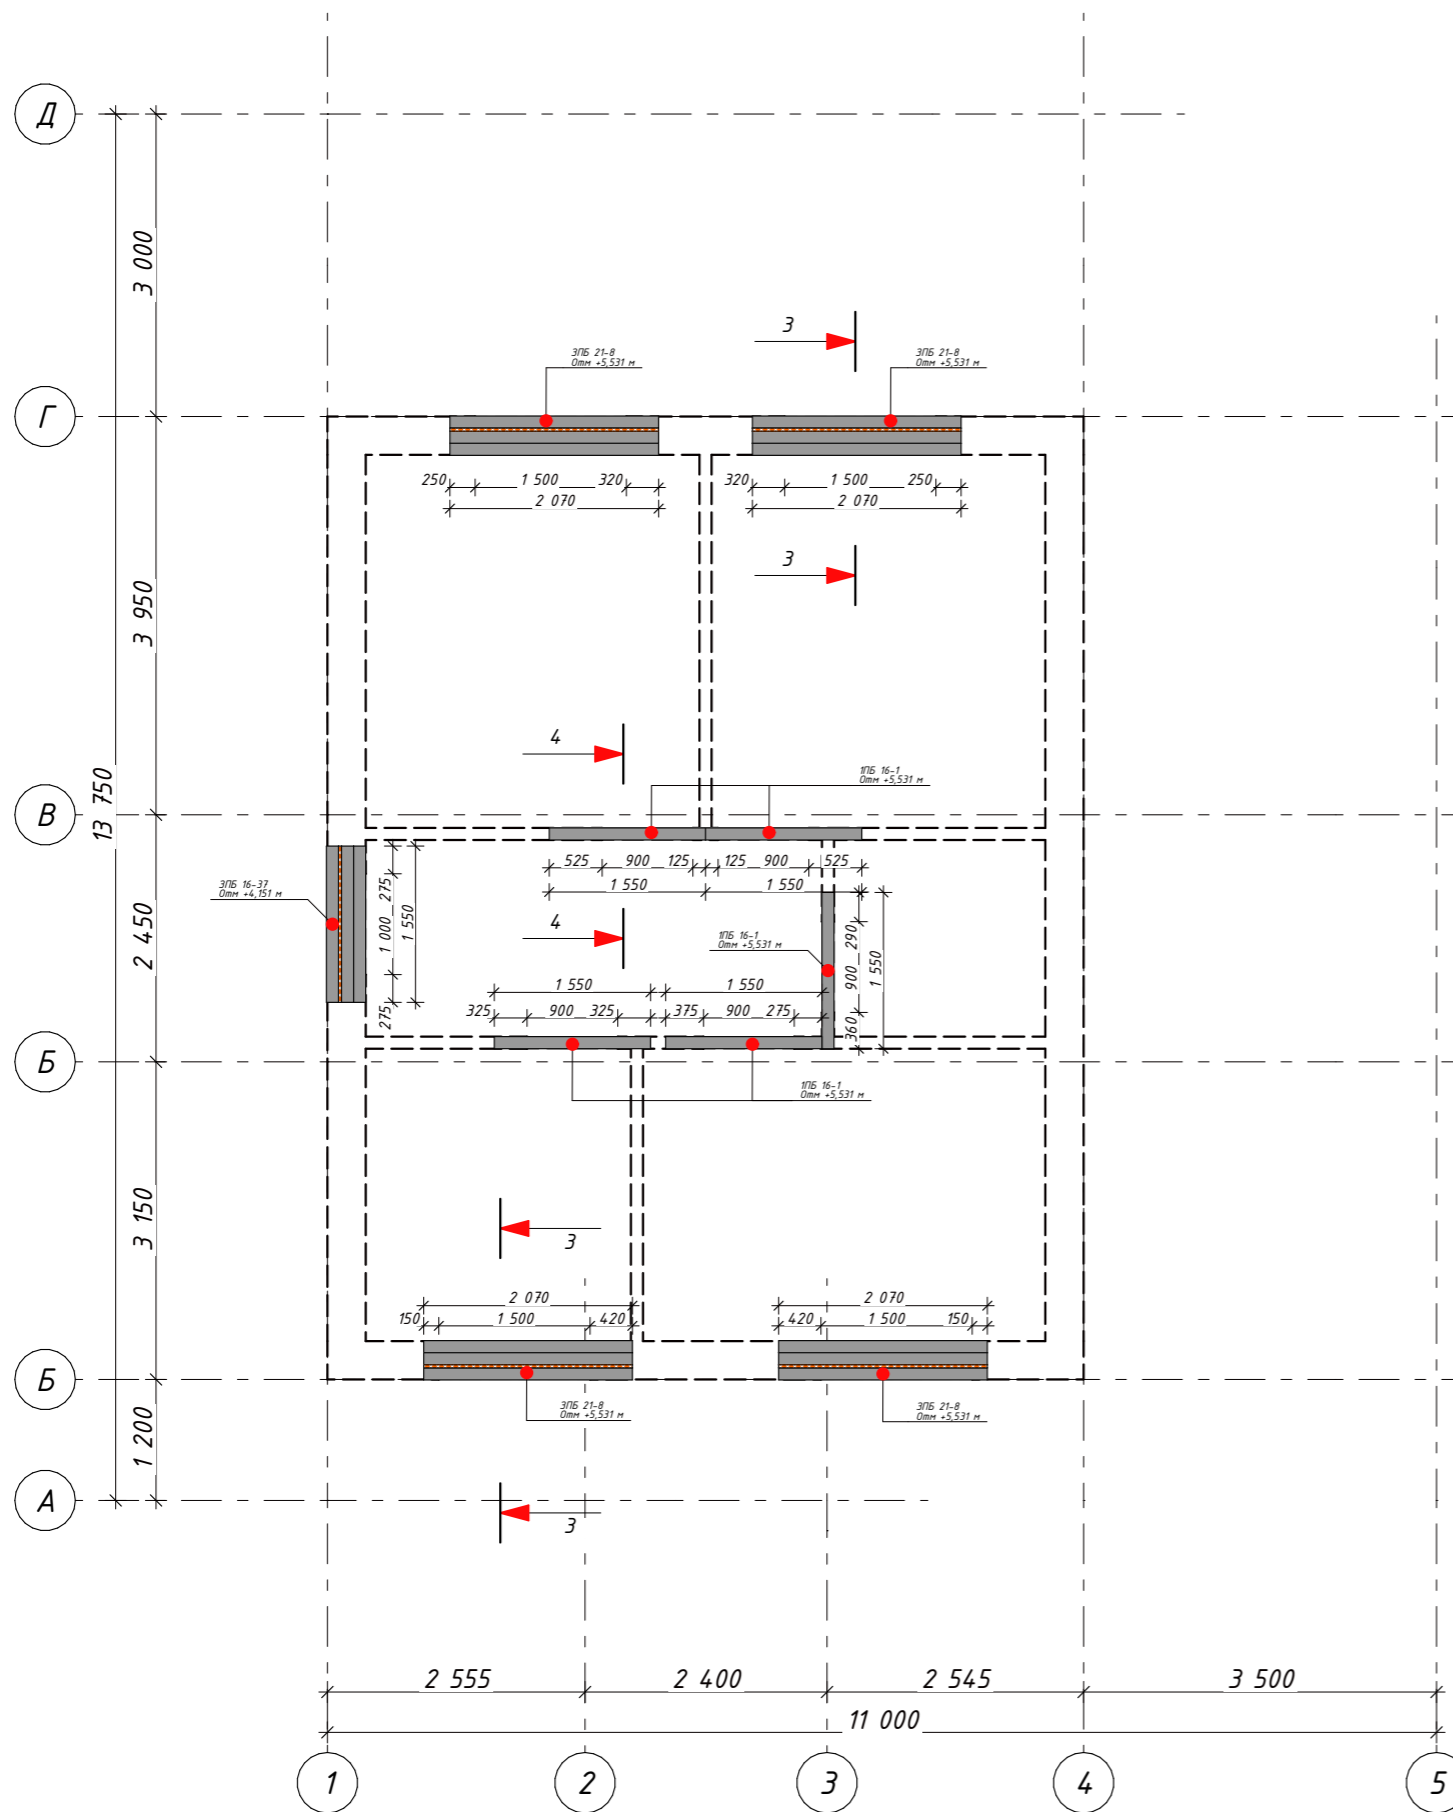 Д
3 000
3
3ПБ 21-8
Отм +5,531 м
3ПБ 21-8
Отм +5,531 м
Г
250 1 500 320
2 070
320 1 500 250
2 070
3
3 950
4
1ПБ 16-1
Отм +5,531 м
13 750
В
525 900 125 125 900 525
1 550 1 550
3ПБ 16-37
Отм +4,151 м
275 1 000 275
1 550
4
2 450
1ПБ 16-1
Отм +5,531 м
290 900 360
1 550
1 550 1 550
325 900 325 375 900 275
Б
1ПБ 16-1
Отм +5,531 м
3 150
3
2 070
150 1 500 420
2 070
420 1 500 150
Б
3ПБ 21-8
Отм +5,531 м
3ПБ 21-8
Отм +5,531 м
1 200
А
3
2 555 2 400 2 545 3 500
11 000
1 2 3 4 5